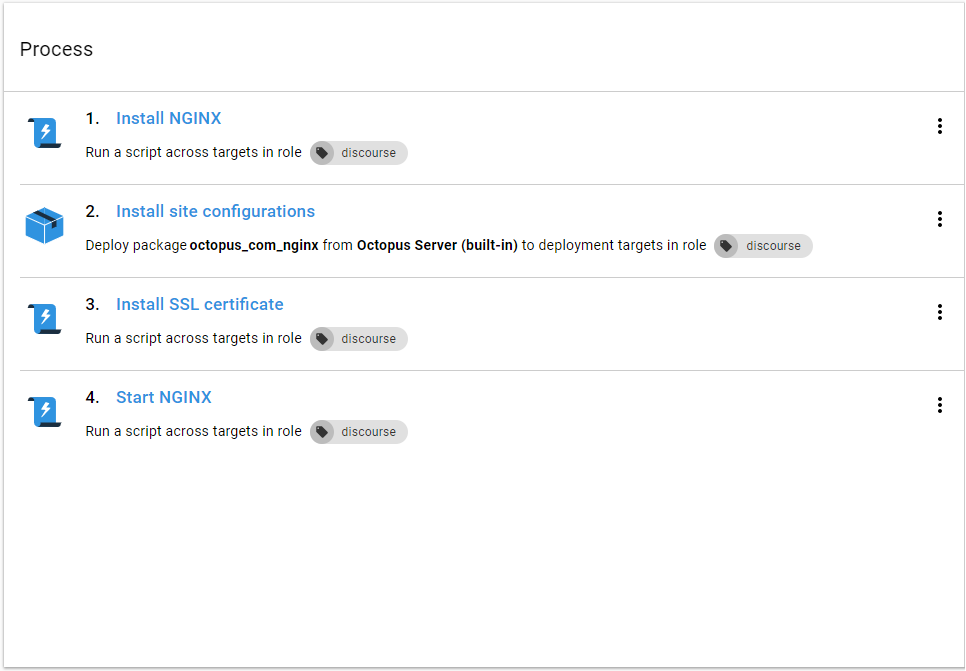 Process
1. Install NGINX
Run a script across targets in role discourse
2. Install site configurations
Deploy package octopus_com_nginx from Octopus Server (built-in) to deployment targets in role discourse
3. Install SSL certificate
Run a script across targets in role discourse
4. Start NGINX
Run a script across targets in role discourse